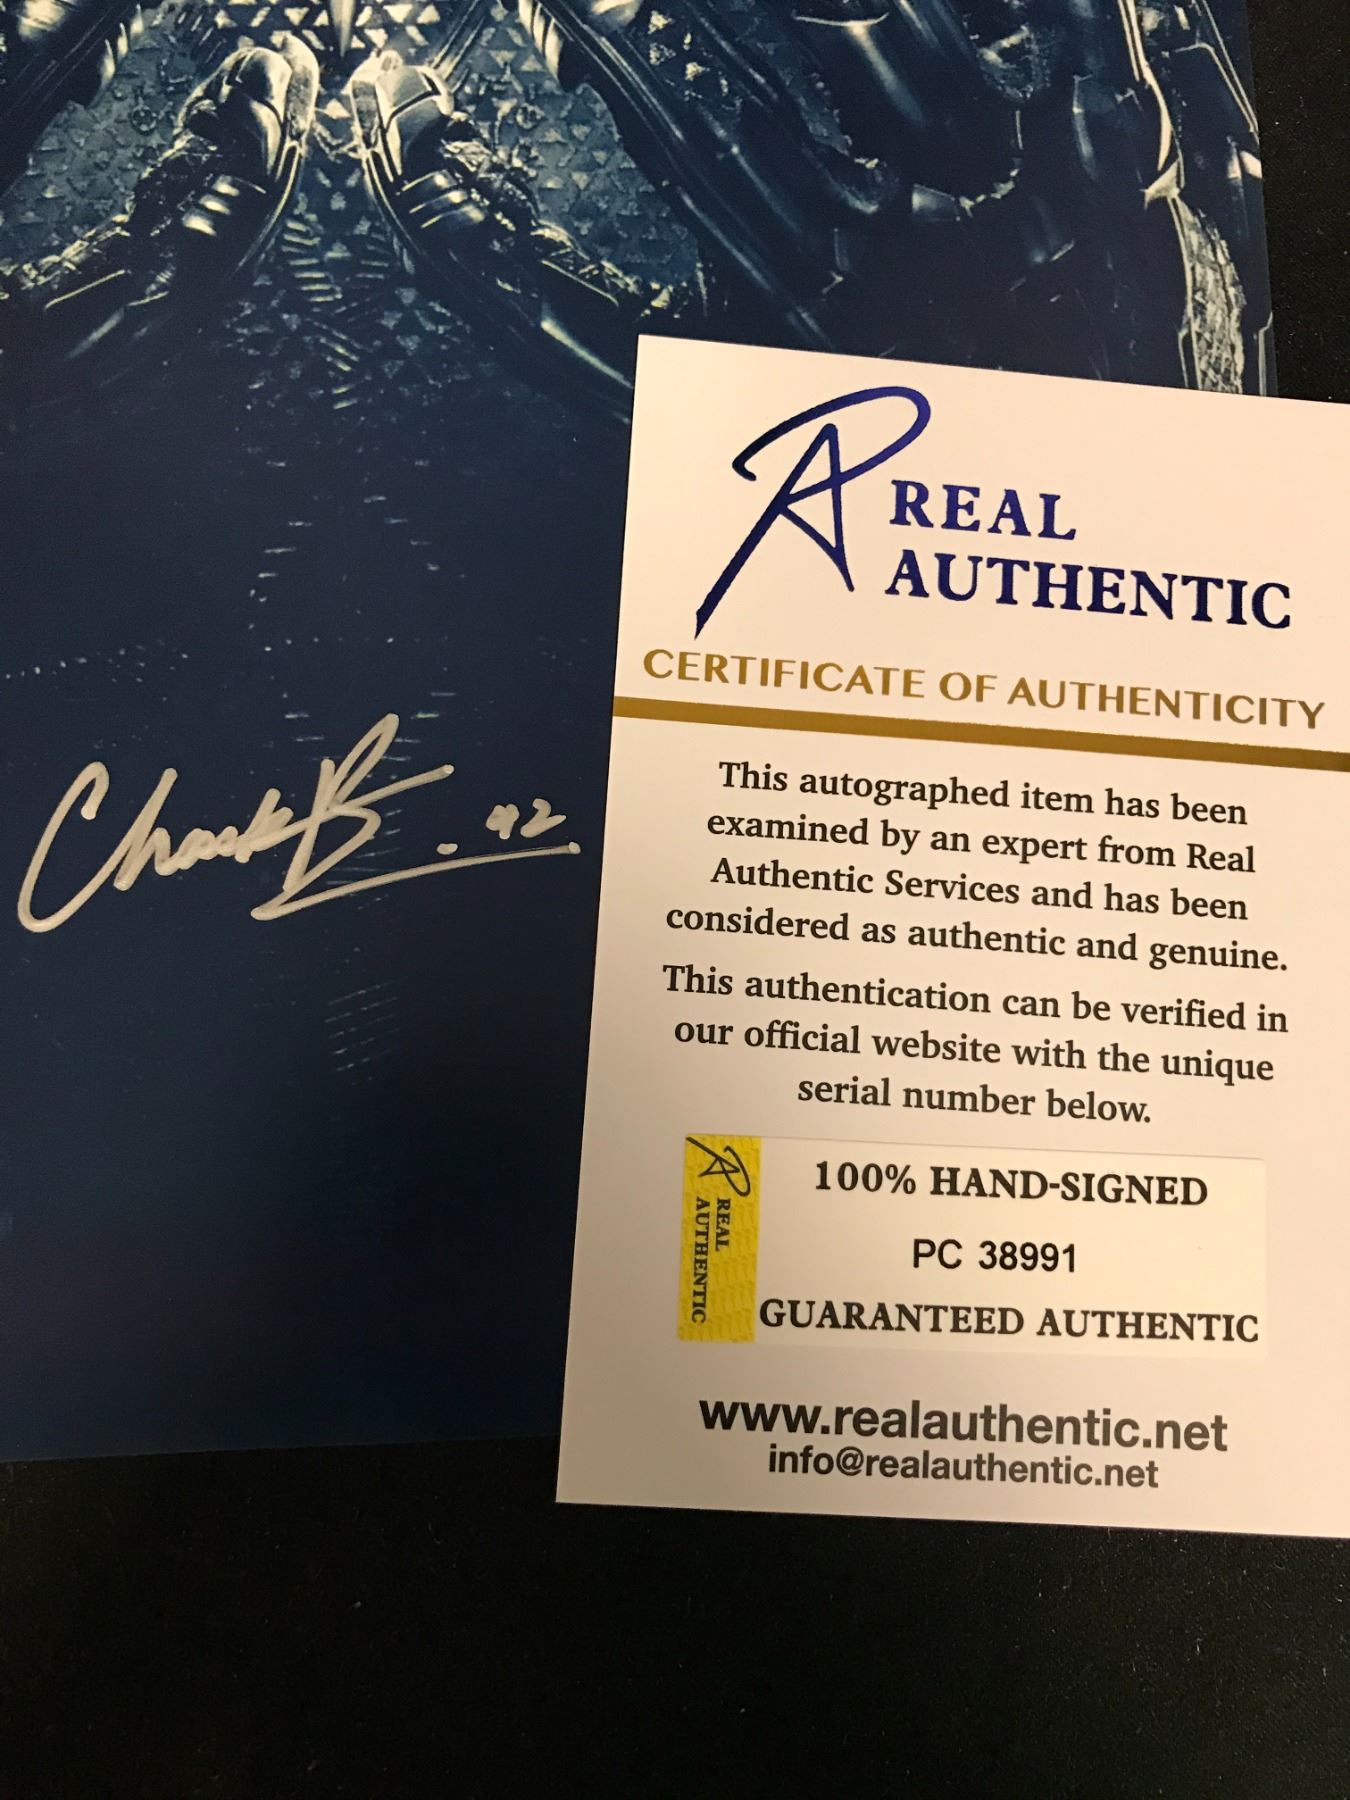 Chuck B. 92
REAL
AUTHENTIC
CERTIFICATE OF AUTHENTICITY
This autographed item has been
examined by an expert from Real
Authentic Services and has been
considered as authentic and genuine.
This authentication can be verified in
our official website with the unique
serial number below.
REAL
AUTHENTIC
100% HAND-SIGNED
PC 38991
GUARANTEED AUTHENTIC
www.realauthentic.net
info@realauthentic.net